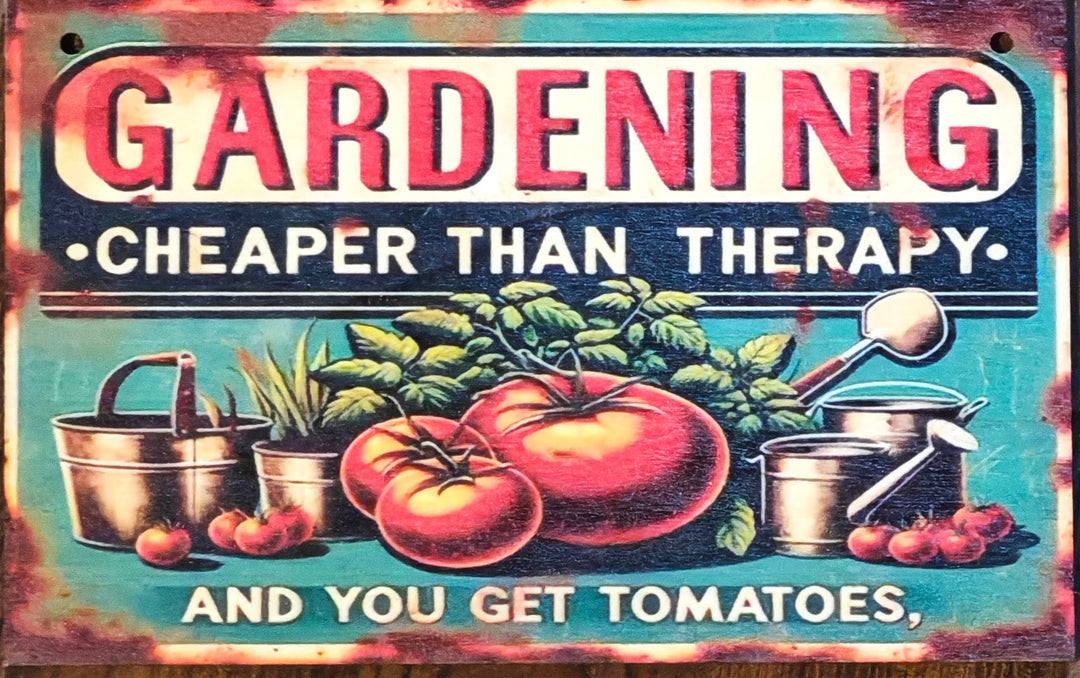 GARDENING
•CHEAPER THAN THERAPY•
AND YOU GET TOMATOES,